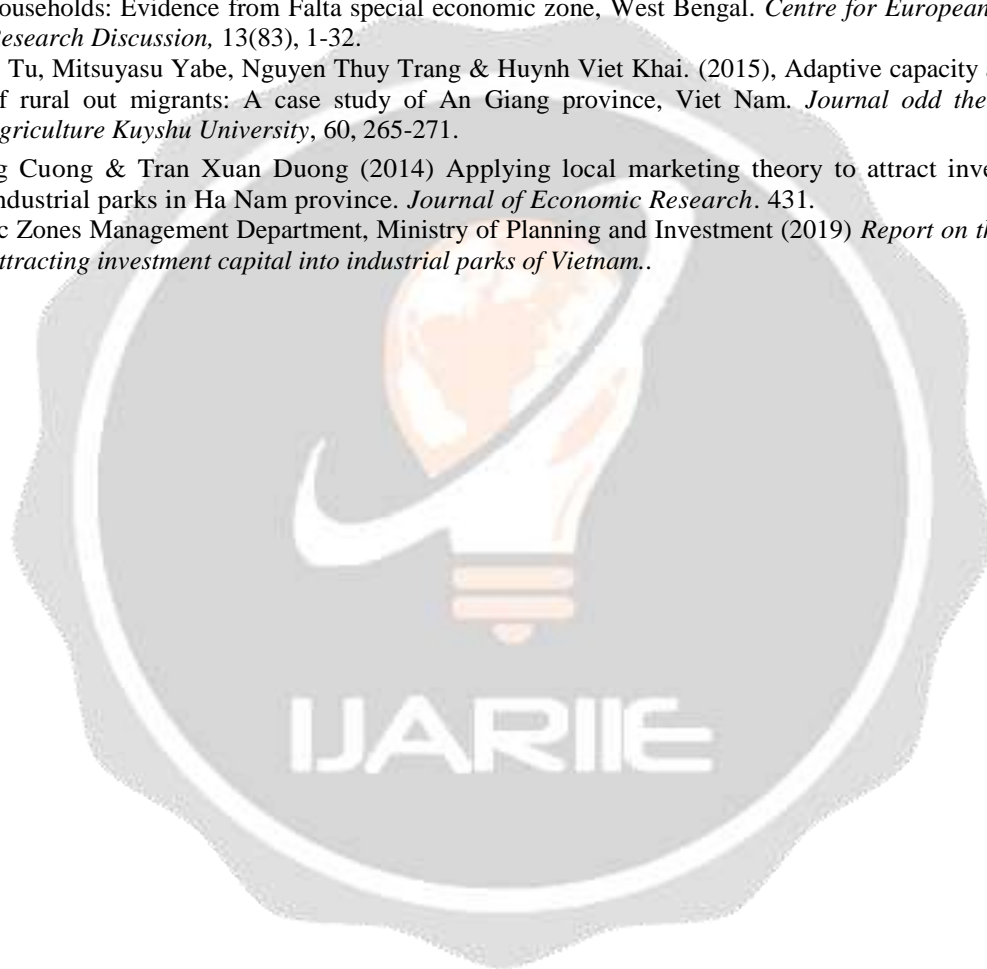 ouseholds: Evidence from Falta special economic zone, West Bengal. Centre for European
esearch Discussion, 13(83), 1-32.
Tu, Mitsuyasu Yabe, Nguyen Thuy Trang & Huynh Viet Khai. (2015), Adaptive capacity
f rural out migrants: A case study of An Giang province, Viet Nam. Journal odd the
griculture Kuyshu University, 60, 265-271.
g Cuong & Tran Xuan Duong (2014) Applying local marketing theory to attract inve
ndustrial parks in Ha Nam province. Journal of Economic Research. 431.
c Zones Management Department, Ministry of Planning and Investment (2019) Report on th
ttracting investment capital into industrial parks of Vietnam..
IJARIIE